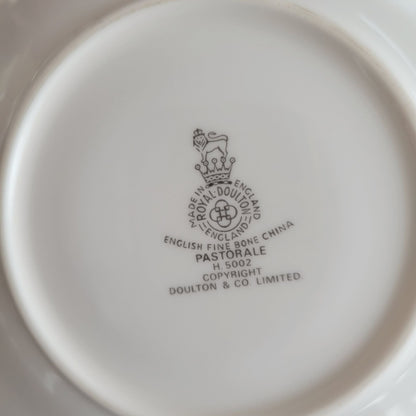 MADE IN ENGLAND
ROYAL·DOULTON
ENGLAND
ENGLISH FINE BONE CHINA
PASTORALE
H 5002
COPYRIGHT
DOULTON & CO. LIMITED.